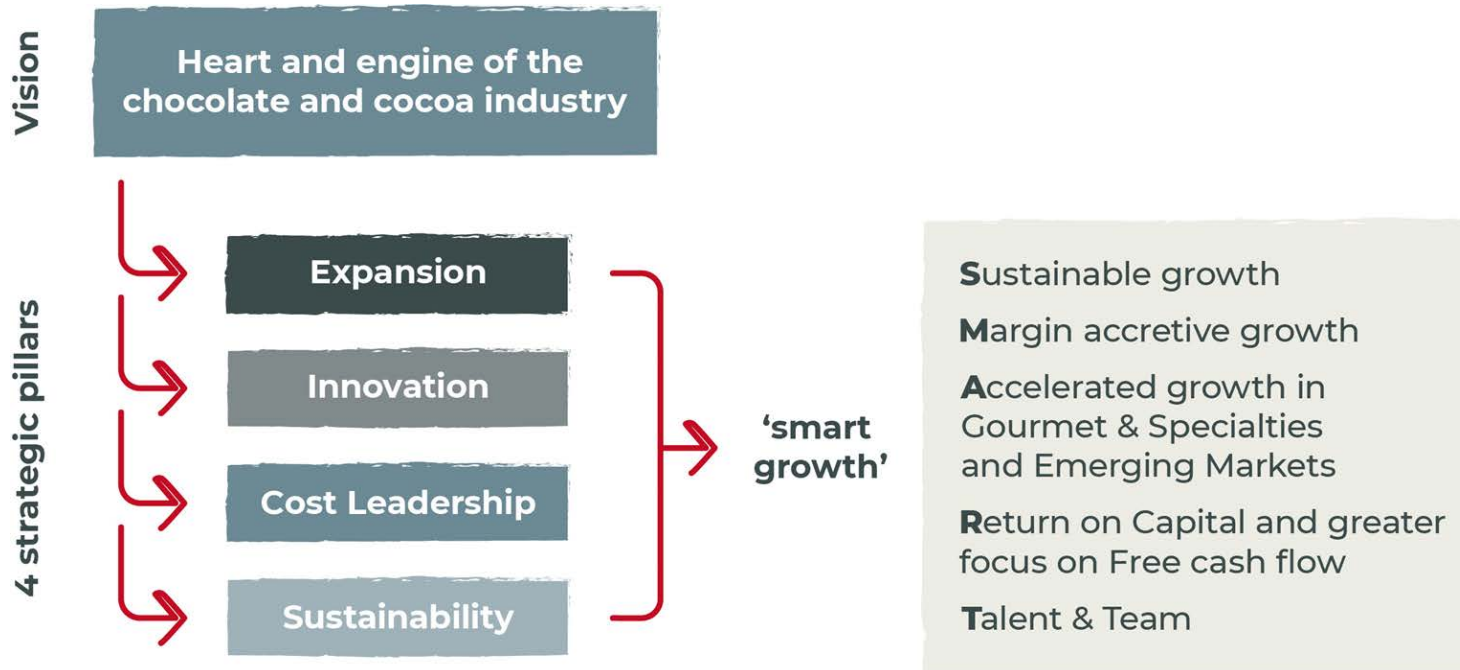 Vision
Heart and engine of the
chocolate and cocoa industry
4 strategic pillars
Expansion
Innovation
Cost Leadership
Sustainability
‘smart
growth’
Sustainable growth
Margin accretive growth
Accelerated growth in
Gourmet & Specialties
and Emerging Markets
Return on Capital and greater
focus on Free cash flow
Talent & Team